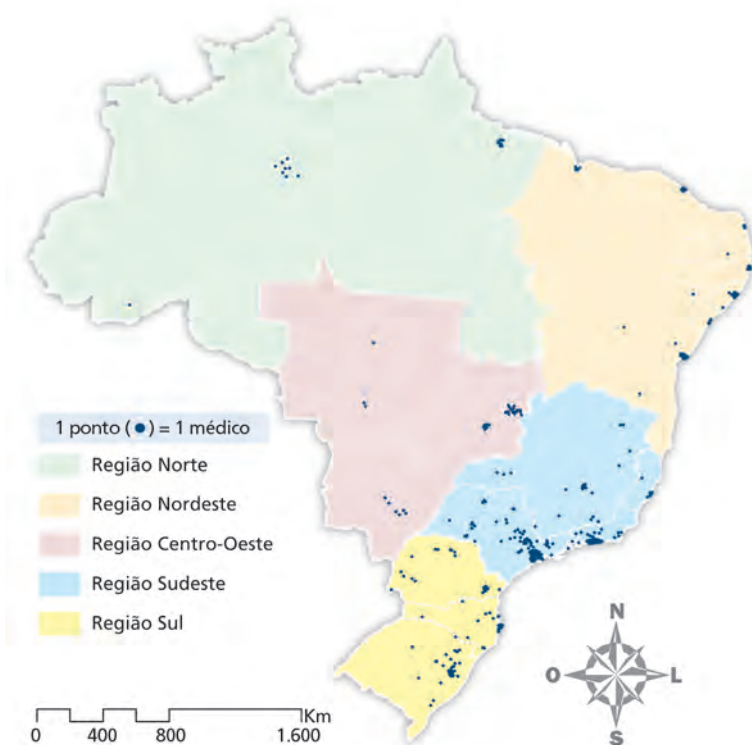 1 ponto (●) = 1 médico
Região Norte
Região Nordeste
Região Centro-Oeste
Região Sudeste
Região Sul
N
O L
S
Km
0 400 800 1.600